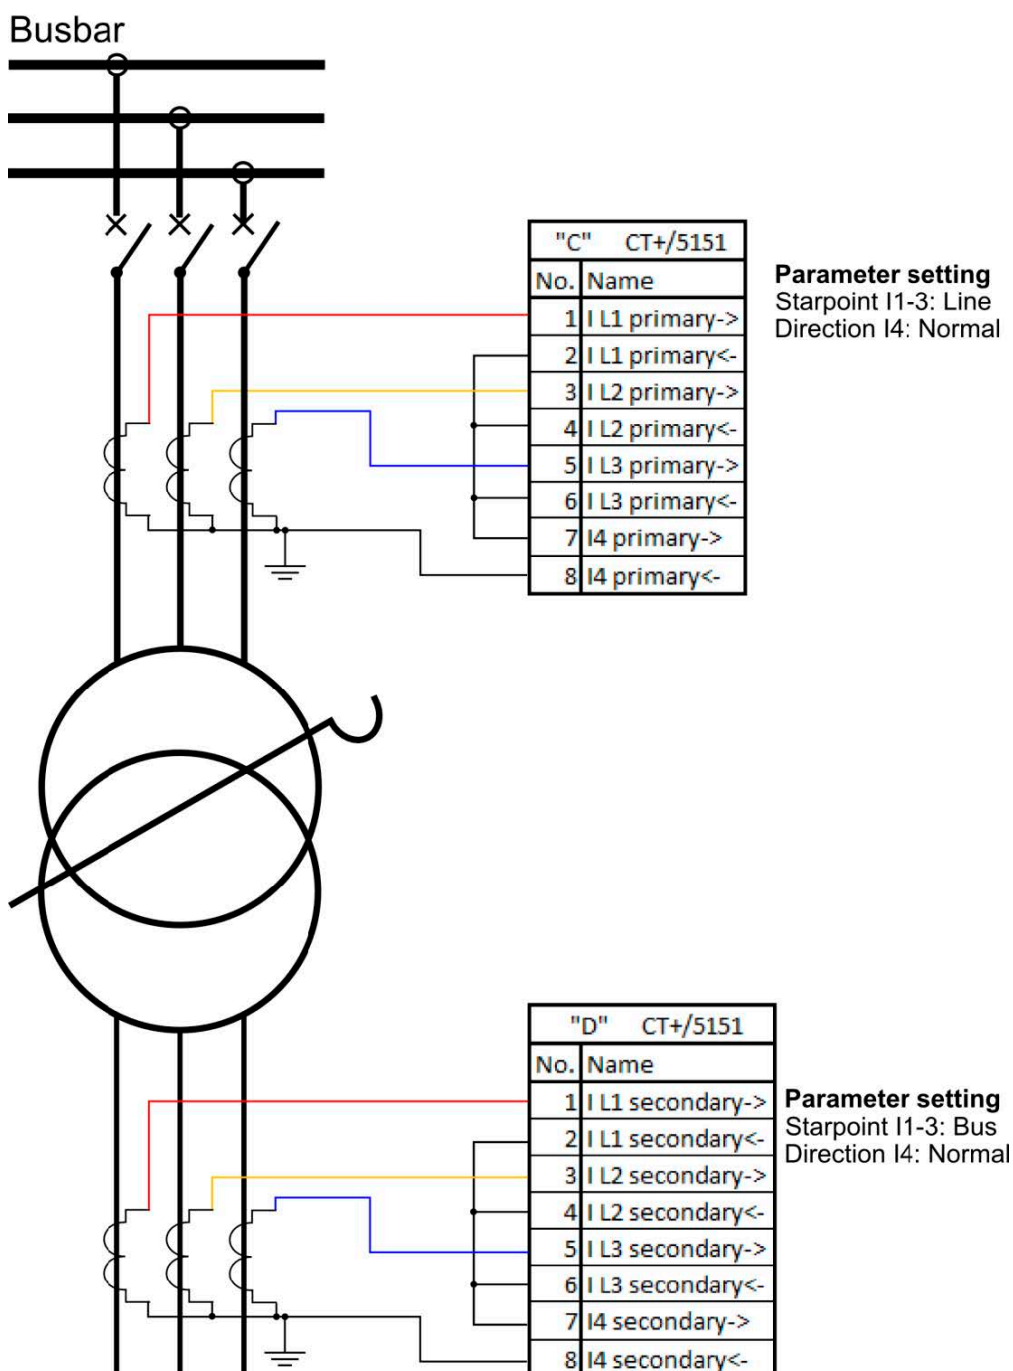 Busbar
"C" CT+/5151
No. Name
1 I L1 primary->
2 I L1 primary<-
3 I L2 primary->
4 I L2 primary<-
5 I L3 primary->
6 I L3 primary<-
7 I4 primary->
8 I4 primary<-
Parameter setting
Starpoint I1-3: Line
Direction I4: Normal
"D" CT+/5151
No. Name
1 I L1 secondary->
2 I L1 secondary<-
3 I L2 secondary->
4 I L2 secondary<-
5 I L3 secondary->
6 I L3 secondary<-
7 I4 secondary->
8 I4 secondary<-
Parameter setting
Starpoint I1-3: Bus
Direction I4: Normal